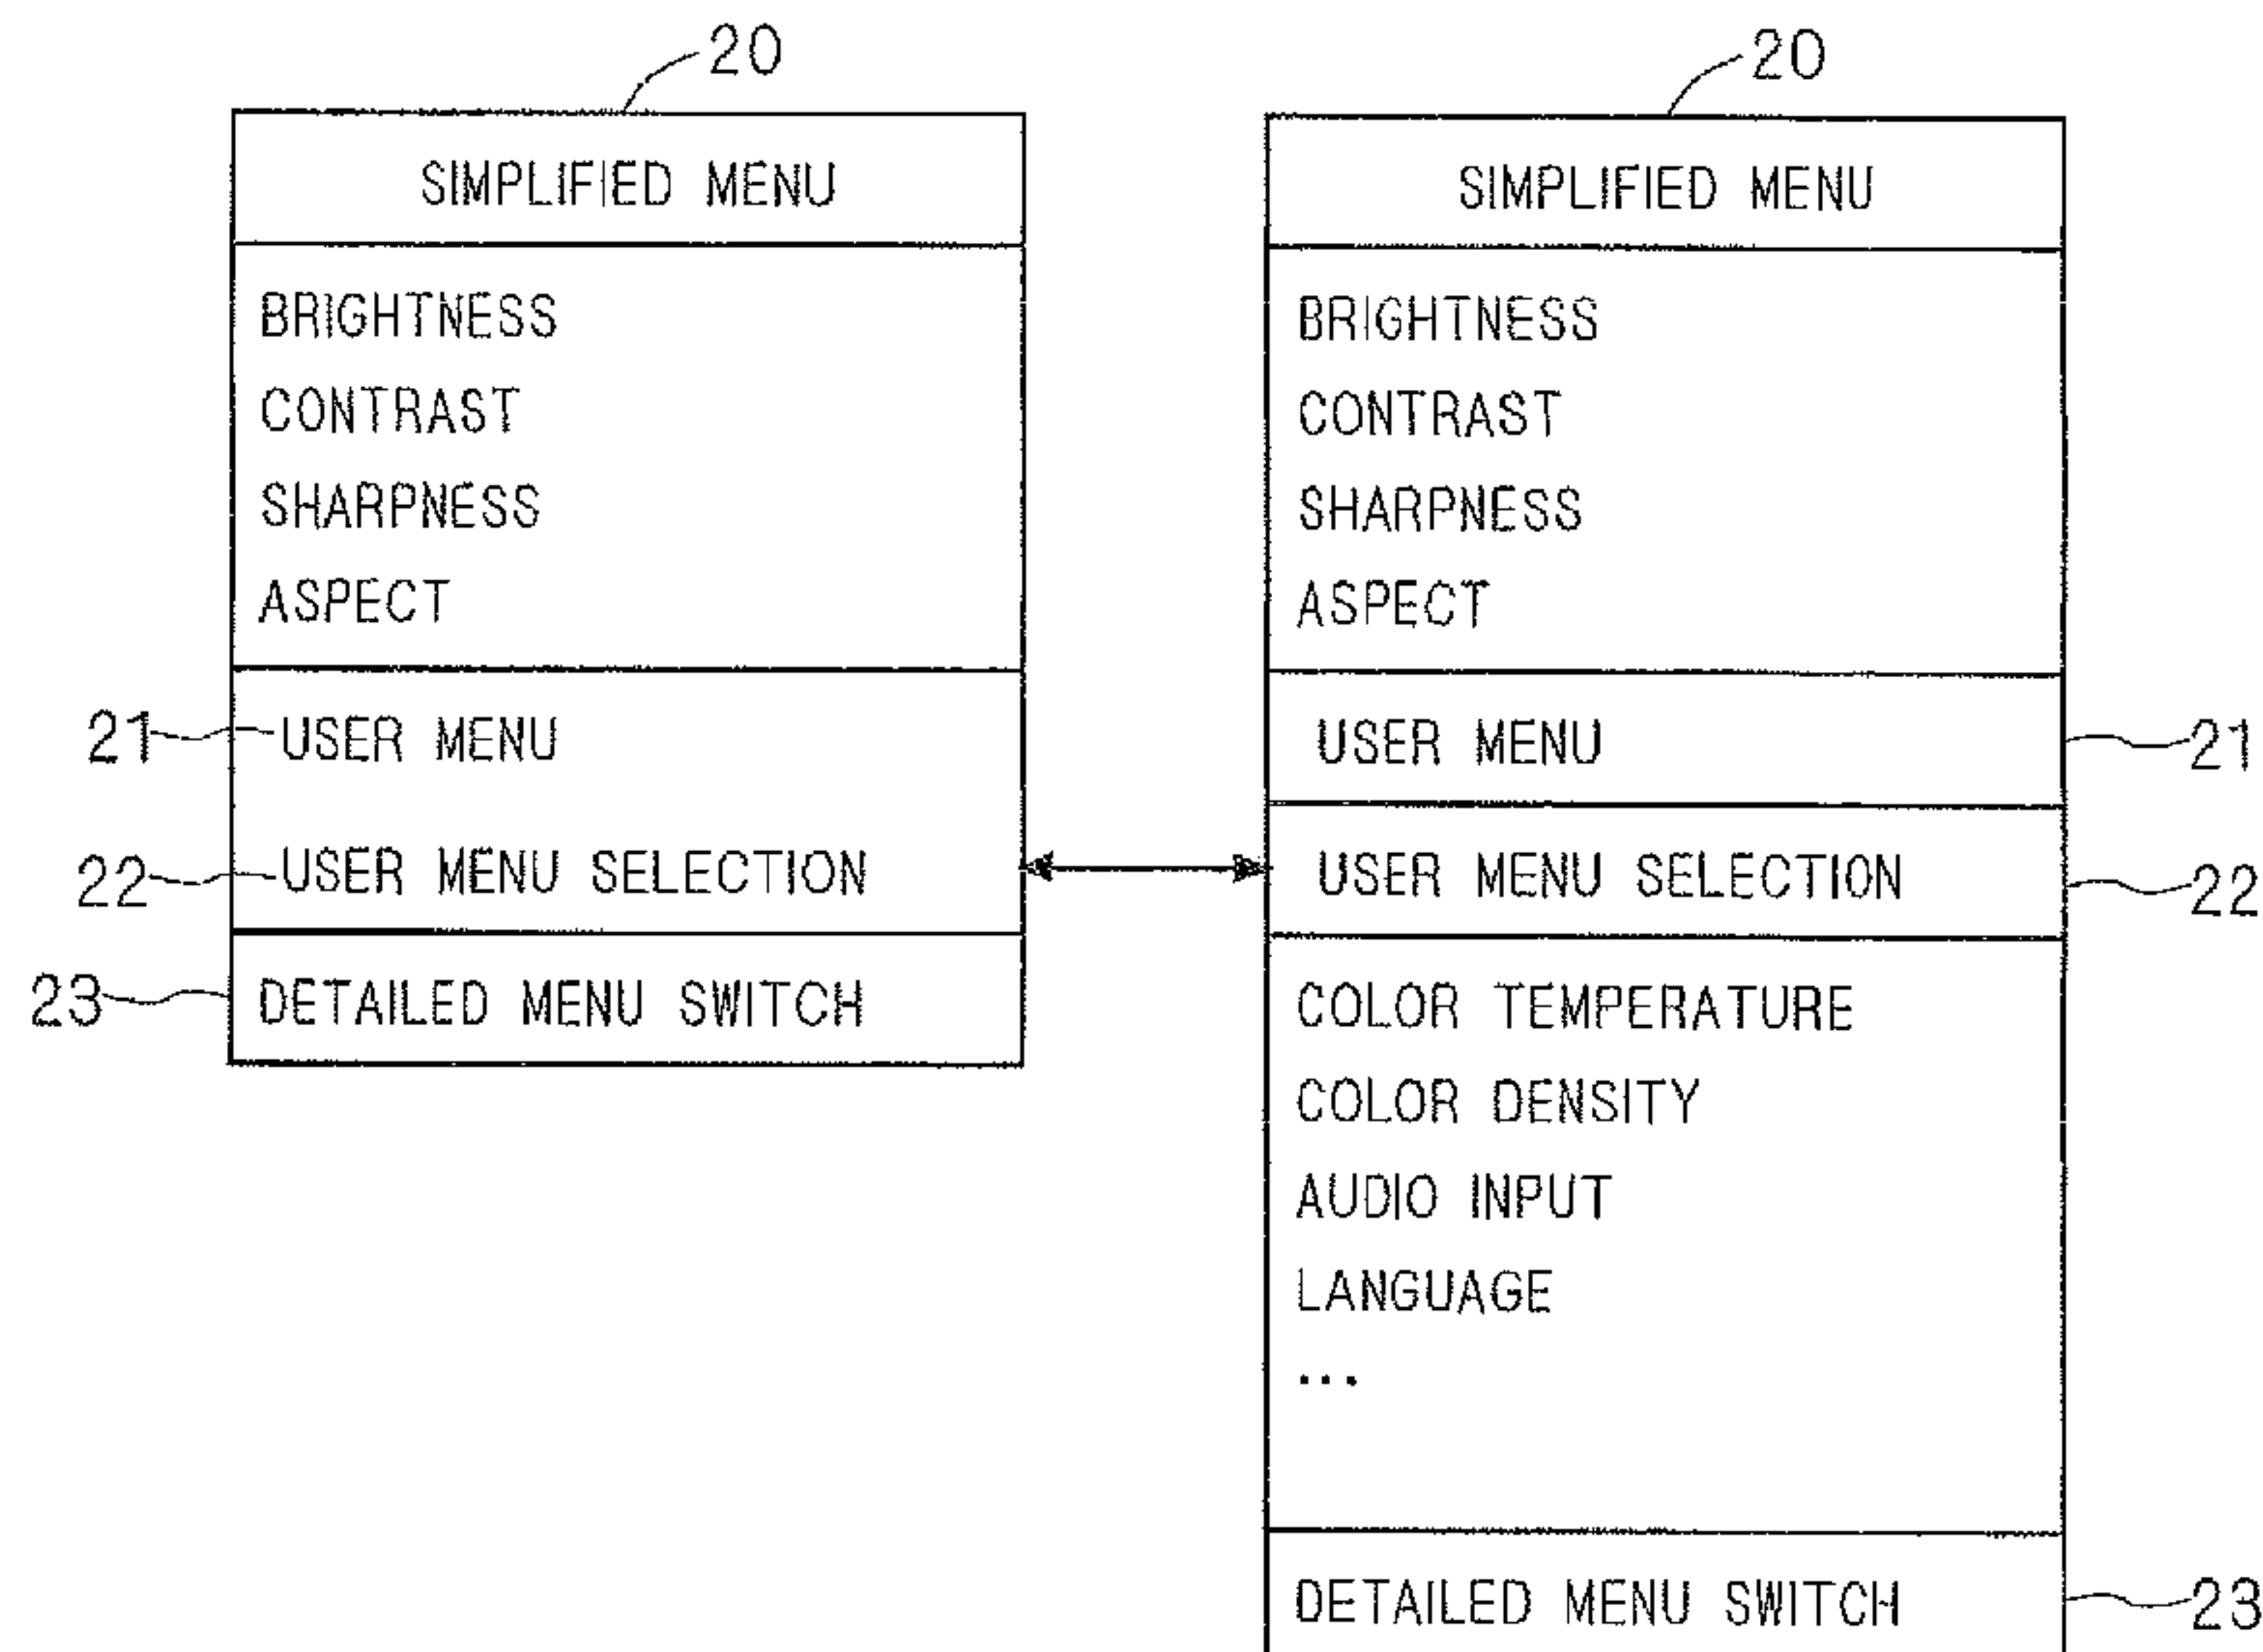 20
SIMPLIFIED MENU
BRIGHTNESS
CONTRAST
SHARPNESS
ASPECT
21 USER MENU
22 USER MENU SELECTION
23 DETAILED MENU SWITCH
20
SIMPLIFIED MENU
BRIGHTNESS
CONTRAST
SHARPNESS
ASPECT
USER MENU 21
USER MENU SELECTION 22
COLOR TEMPERATURE
COLOR DENSITY
AUDIO INPUT
LANGUAGE
...
DETAILED MENU SWITCH 23